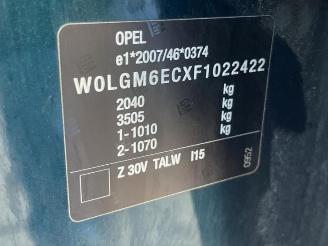 OPEL
e1*2007/46*0374
W0LGM6ECXF1022422
2040 kg
3505 kg
1-1010 kg
2-1070 kg
Z 30V TALW I15
0952